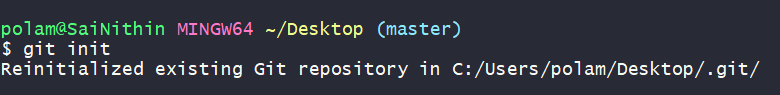 polam@SaiNithin MINGW64 ~/Desktop (master)
$ git init
Reinitialized existing Git repository in C:/Users/polam/Desktop/.git/